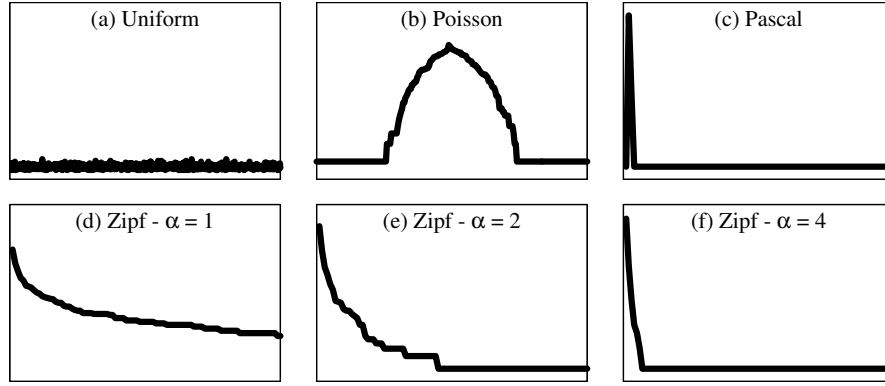 (a) Uniform
(b) Poisson
(c) Pascal
(d) Zipf - α = 1
(e) Zipf - α = 2
(f) Zipf - α = 4